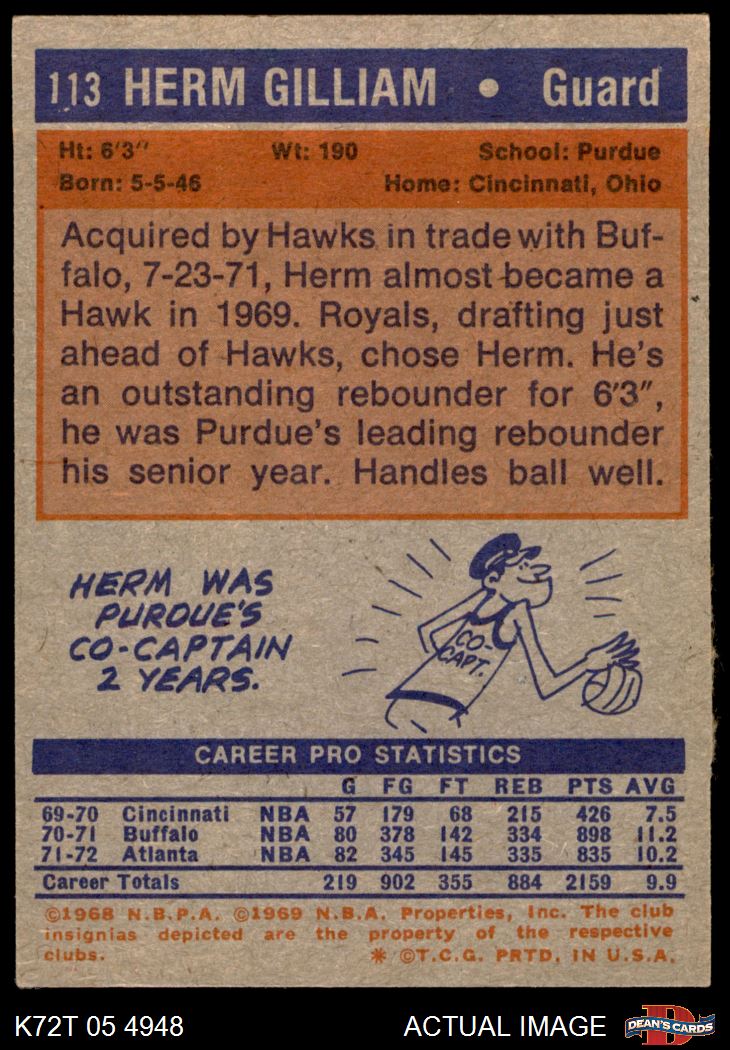 113 HERM GILLIAM • Guard
Ht: 6'3" Wt: 190 School: Purdue
Born: 5-5-46 Home: Cincinnati, Ohio
Acquired by Hawks in trade with Buf-
falo, 7-23-71, Herm almost became a
Hawk in 1969. Royals, drafting just
ahead of Hawks, chose Herm. He's
an outstanding rebounder for 6'3",
he was Purdue's leading rebounder
his senior year. Handles ball well.
HERM WAS
PURDUE'S
CO-CAPTAIN
2 YEARS.
CO-
CAPT.
CAREER PRO STATISTICS
G FG FT REB PTS AVG
69-70 Cincinnati NBA 57 179 68 215 426 7.5
70-71 Buffalo NBA 80 378 142 334 898 11.2
71-72 Atlanta NBA 82 345 145 335 835 10.2
Career Totals 219 902 355 884 2159 9.9
©1968 N.B.P.A. ©1969 N.B.A. Properties, Inc. The club
insignias depicted are the property of the respective
clubs. * ©T.C.G. PRTD. IN U.S.A.
K72T 05 4948 ACTUAL IMAGE D DEAN'S CARDS